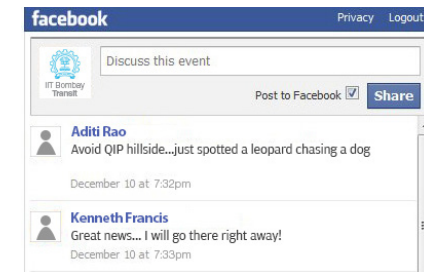 facebook
Privacy Logout
Discuss this event
IIT Bombay
Transit
Post to Facebook
Share
Aditi Rao
Avoid QIP hillside...just spotted a leopard chasing a dog
December 10 at 7:32pm
Kenneth Francis
Great news... I will go there right away!
December 10 at 7:33pm